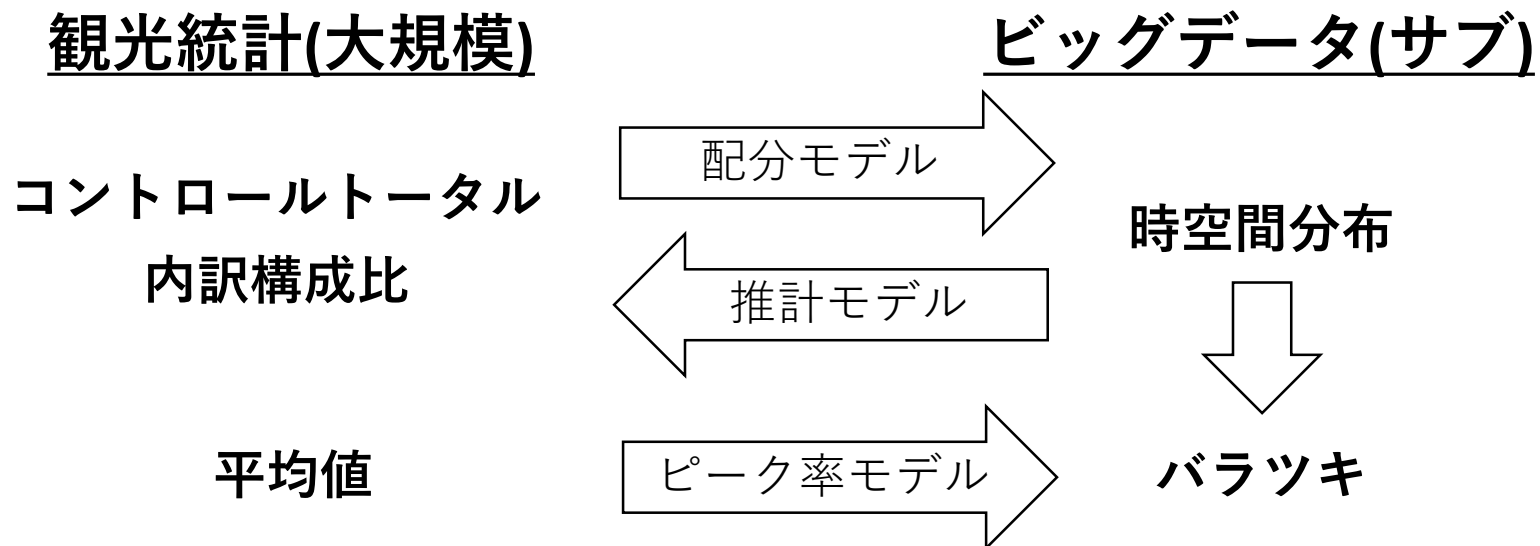 観光統計(大規模)
ビッグデータ(サブ)
配分モデル
コントロールトータル
内訳構成比
時空間分布
推計モデル
平均値
ピーク率モデル
バラツキ